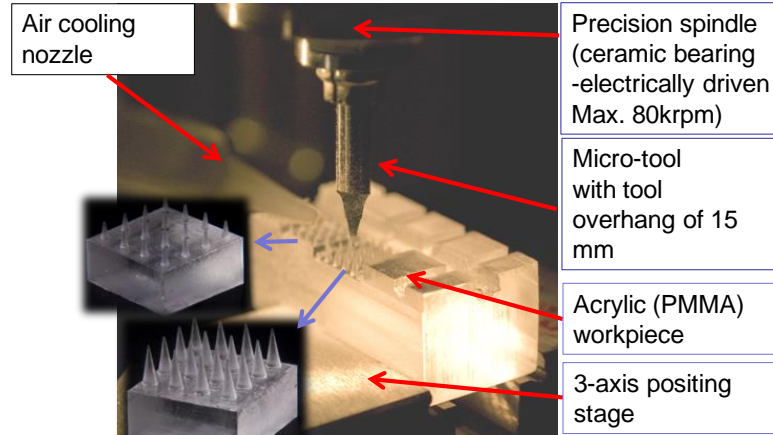 Air cooling
nozzle
Precision spindle
(ceramic bearing
-electrically driven
Max. 80krpm)
Micro-tool
with tool
overhang of 15
mm
Acrylic (PMMA)
workpiece
3-axis positing
stage